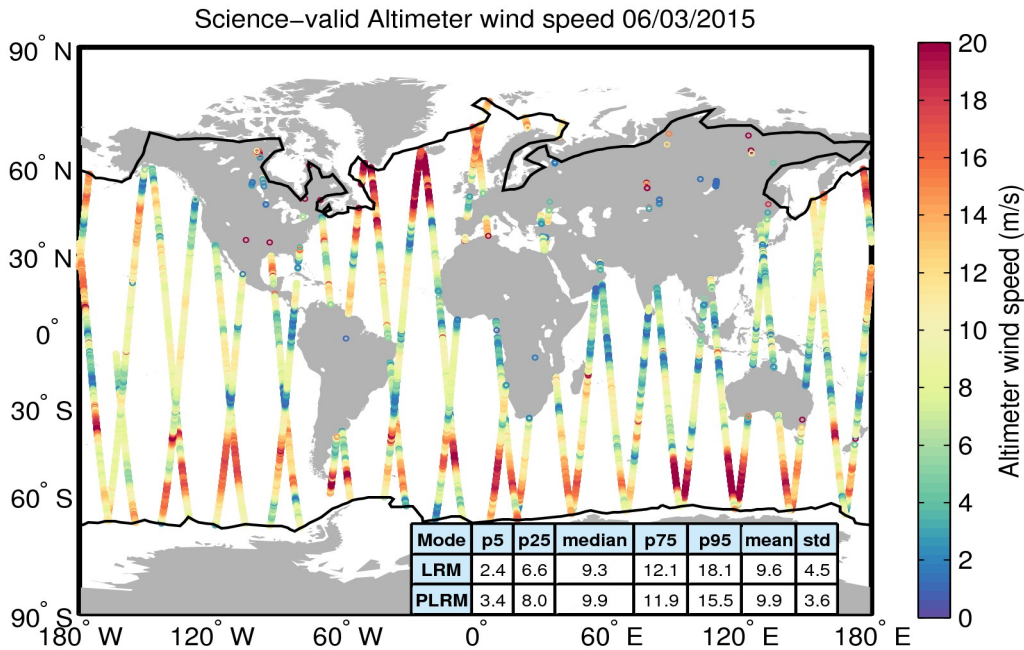 Science−valid Altimeter wind speed 06/03/2015
90° N
60° N
30° N
0°
30° S
60° S
90° S
180° W
120° W
60° W
0°
60° E
120° E
180° E
Mode p5 p25 median p75 p95 mean std
LRM 2.4 6.6 9.3 12.1 18.1 9.6 4.5
PLRM 3.4 8.0 9.9 11.9 15.5 9.9 3.6
20
18
16
14
12
10
8
6
4
2
0
Altimeter wind speed (m/s)